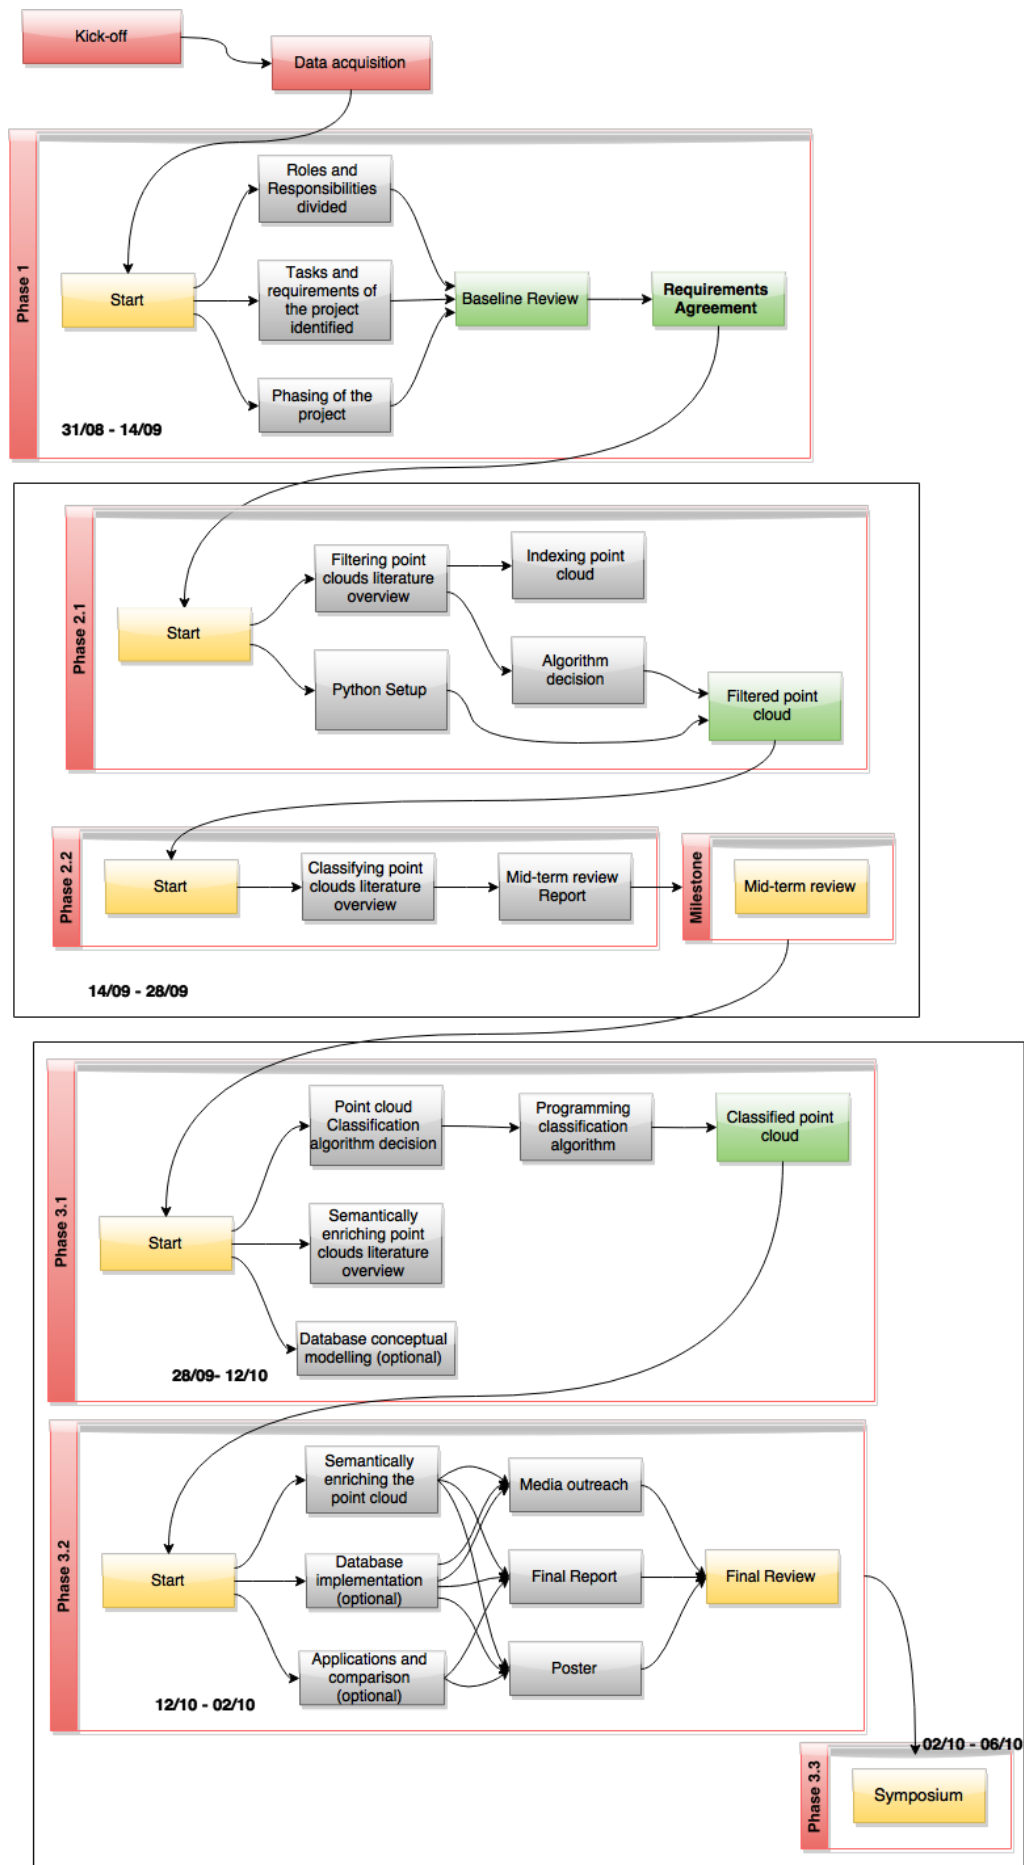 Kick-off
Data acquisition
Phase 1
Roles and
Responsibilities
divided
Start
Tasks and
requirements of
the project
identified
Baseline Review
Requirements
Agreement
Phasing of the
project
31/08 - 14/09
Phase 2.1
Filtering point
clouds literature
overview
Indexing point
cloud
Start
Python Setup
Algorithm
decision
Filtered point
cloud
Phase 2.2
Start
Classifying point
clouds literature
overview
Mid-term review
Report
Milestone
Mid-term review
14/09 - 28/09
Phase 3.1
Point cloud
Classification
algorithm decision
Programming
classification
algorithm
Classified point
cloud
Start
Semantically
enriching point
clouds literature
overview
Database conceptual
modelling (optional)
28/09- 12/10
Phase 3.2
Semantically
enriching the
point cloud
Media outreach
Start
Database
implementation
(optional)
Final Report
Final Review
Applications and
comparison
(optional)
Poster
12/10 - 02/10
02/10 - 06/10
Phase 3.3
Symposium